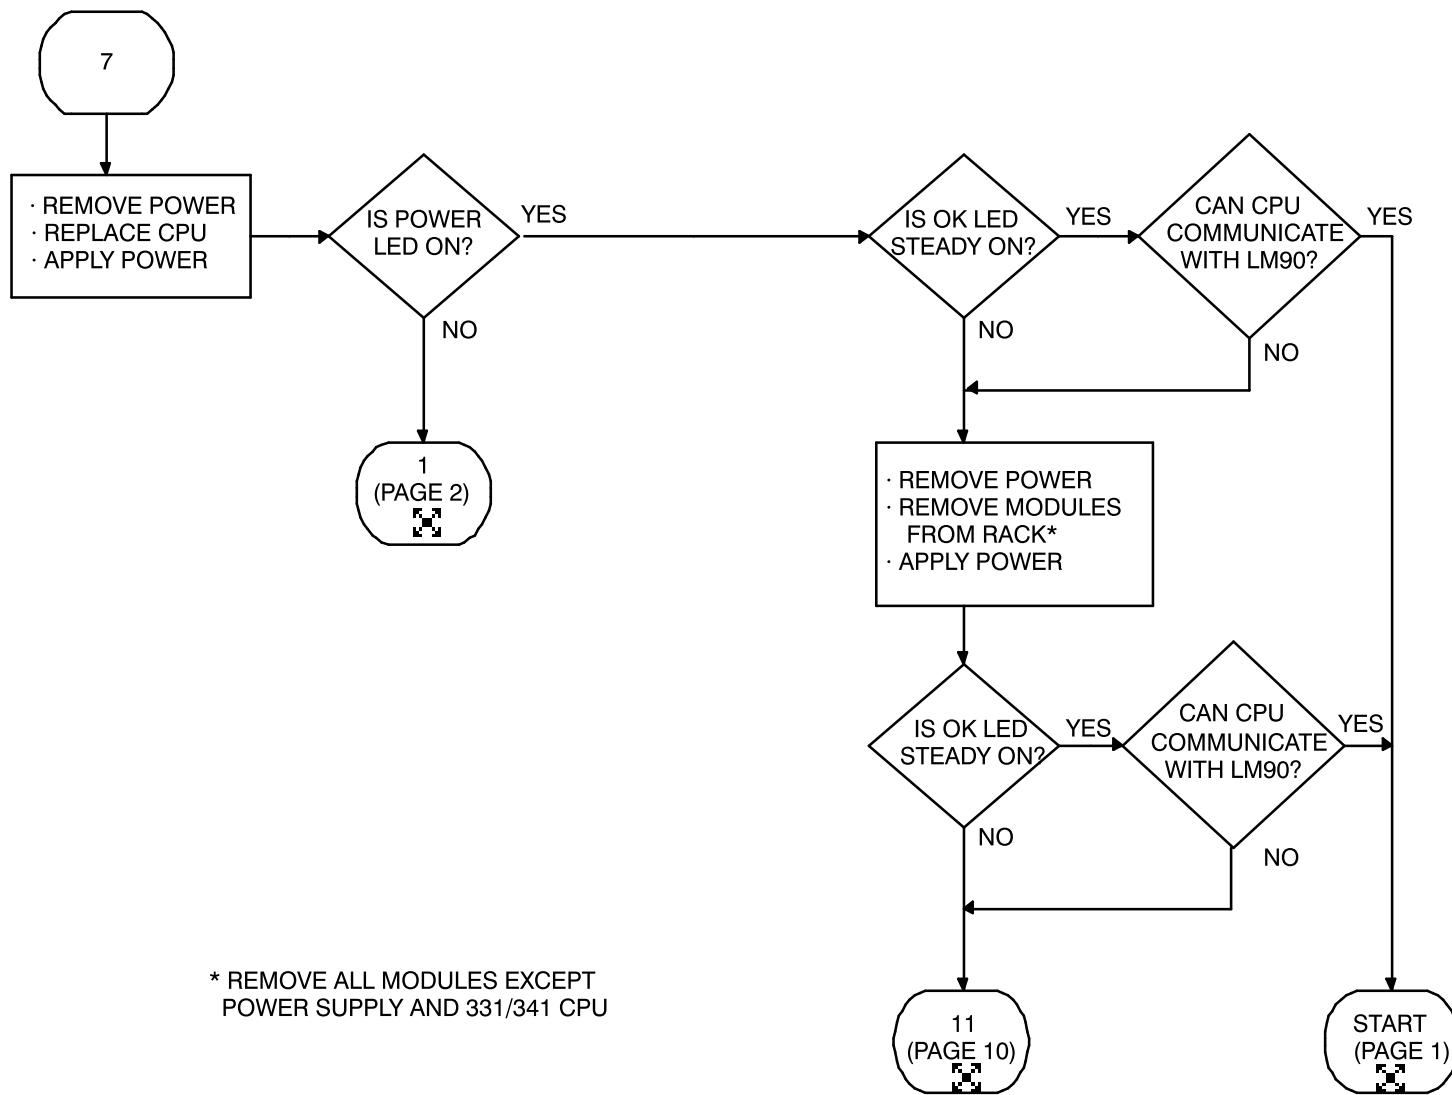 7
· REMOVE POWER
· REPLACE CPU
· APPLY POWER
IS POWER
LED ON?
YES
NO
1
(PAGE 2)
IS OK LED
STEADY ON?
YES
NO
CAN CPU
COMMUNICATE
WITH LM90?
YES
NO
· REMOVE POWER
· REMOVE MODULES
FROM RACK*
· APPLY POWER
IS OK LED
STEADY ON?
YES
NO
CAN CPU
COMMUNICATE
WITH LM90?
YES
NO
* REMOVE ALL MODULES EXCEPT
POWER SUPPLY AND 331/341 CPU
11
(PAGE 10)
START
(PAGE 1)